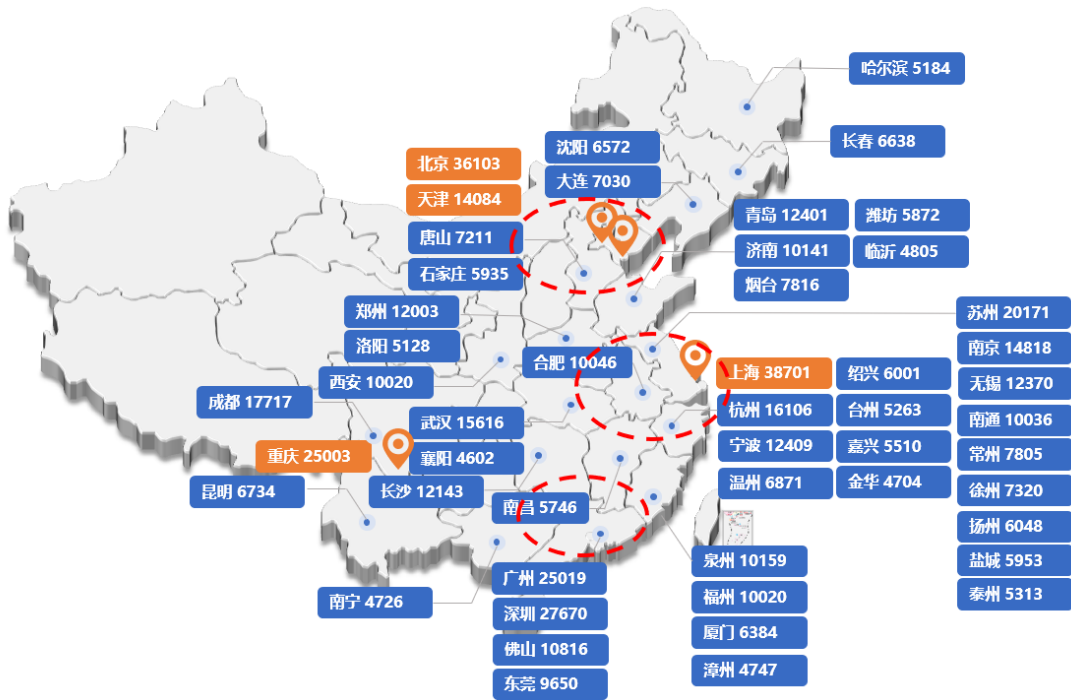 哈尔滨 5184
长春 6638
沈阳 6572
大连 7030
北京 36103
天津 14084
唐山 7211
石家庄 5935
青岛 12401
潍坊 5872
济南 10141
临沂 4805
烟台 7816
郑州 12003
洛阳 5128
西安 10020
合肥 10046
成都 17717
武汉 15616
襄阳 4602
重庆 25003
昆明 6734
长沙 12143
南昌 5746
南宁 4726
广州 25019
深圳 27670
佛山 10816
东莞 9650
泉州 10159
福州 10020
厦门 6384
漳州 4747
上海 38701
绍兴 6001
杭州 16106
台州 5263
宁波 12409
嘉兴 5510
温州 6871
金华 4704
苏州 20171
南京 14818
无锡 12370
南通 10036
常州 7805
徐州 7320
扬州 6048
盐城 5953
泰州 5313